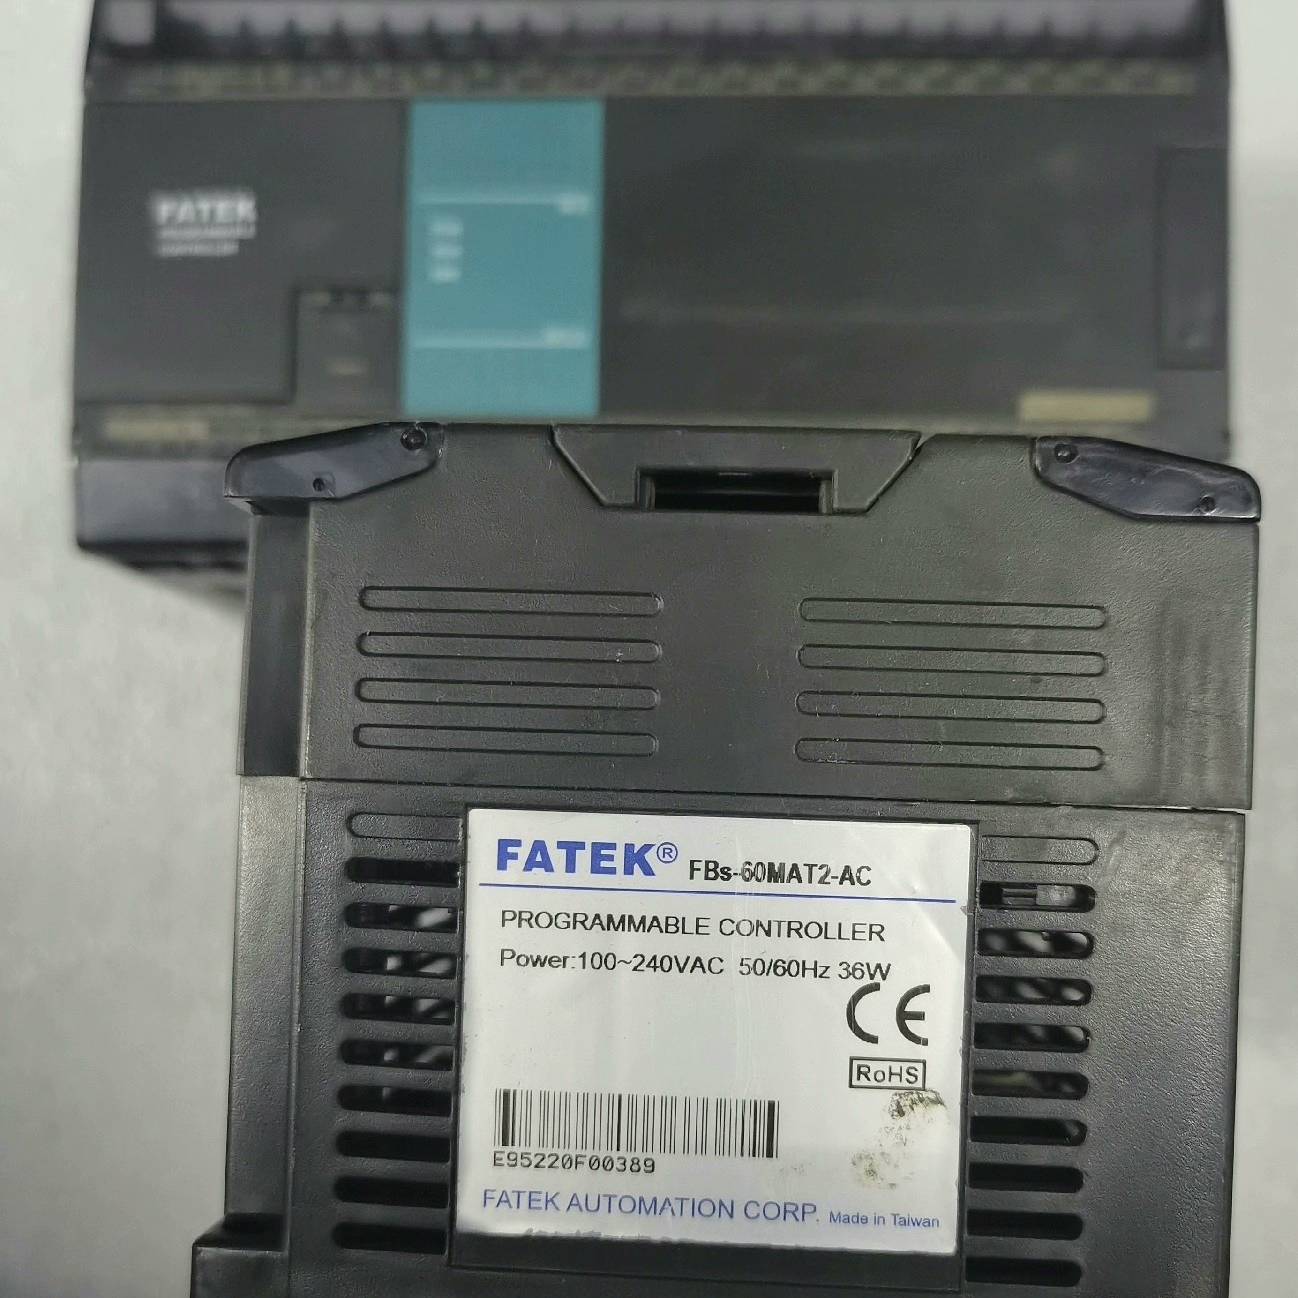 FATEK
FATEK® FBs-60MAT2-AC
PROGRAMMABLE CONTROLLER
Power:100~240VAC 50/60Hz 36W
CE
RoHS
E95220F00389
FATEK AUTOMATION CORP. Made in Taiwan